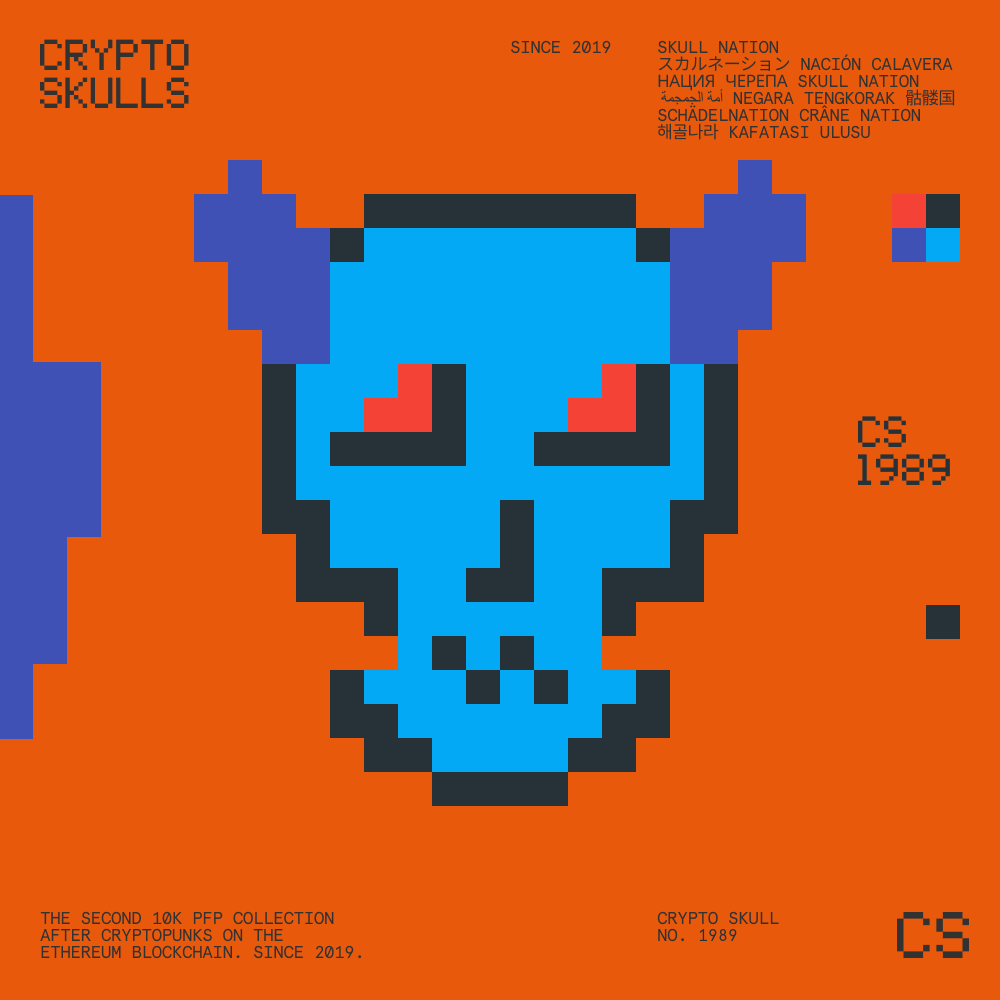 CRYPTO
SKULLS
SINCE 2019
SKULL NATION
スカルネーション NACIÓN CALAVERA
НАЦИЯ ЧЕРЕПА SKULL NATION
أمة الجمجمة NEGARA TENGKORAK 骷髅国
SCHÄDELNATION CRÂNE NATION
해골나라 KAFATASI ULUSU
CS
1989
THE SECOND 10K PFP COLLECTION
AFTER CRYPTOPUNKS ON THE
ETHEREUM BLOCKCHAIN. SINCE 2019.
CRYPTO SKULL
NO. 1989
CS